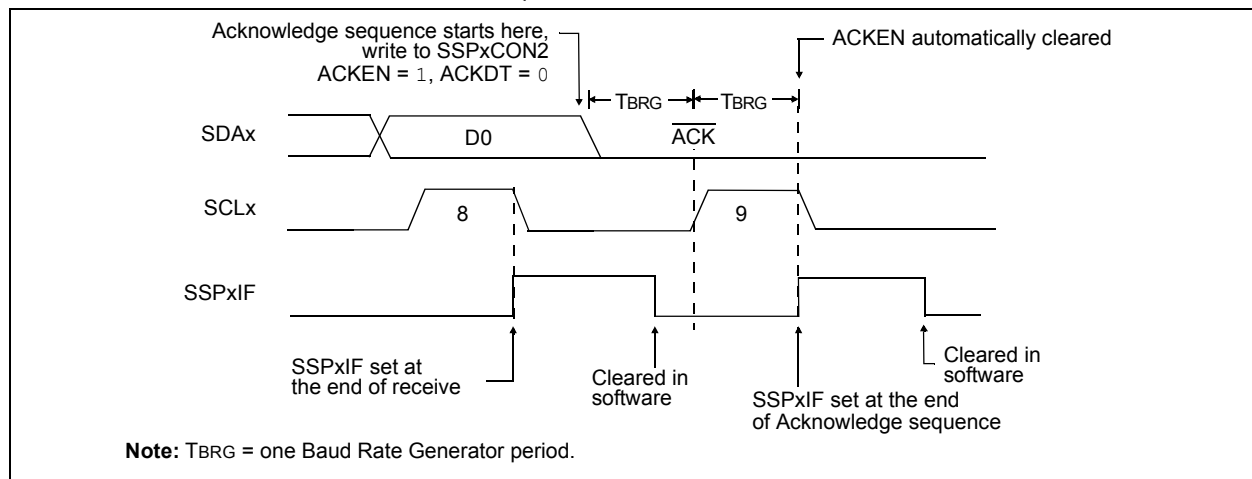 Acknowledge sequence starts here,
write to SSPxCON2
ACKEN = 1, ACKDT = 0
ACKEN automatically cleared
TBRG
TBRG
SDAx
D0
ACK
SCLx
8
9
SSPxIF
SSPxIF set at
the end of receive
Cleared in
software
SSPxIF set at the end
of Acknowledge sequence
Cleared in
software
Note: TBRG = one Baud Rate Generator period.